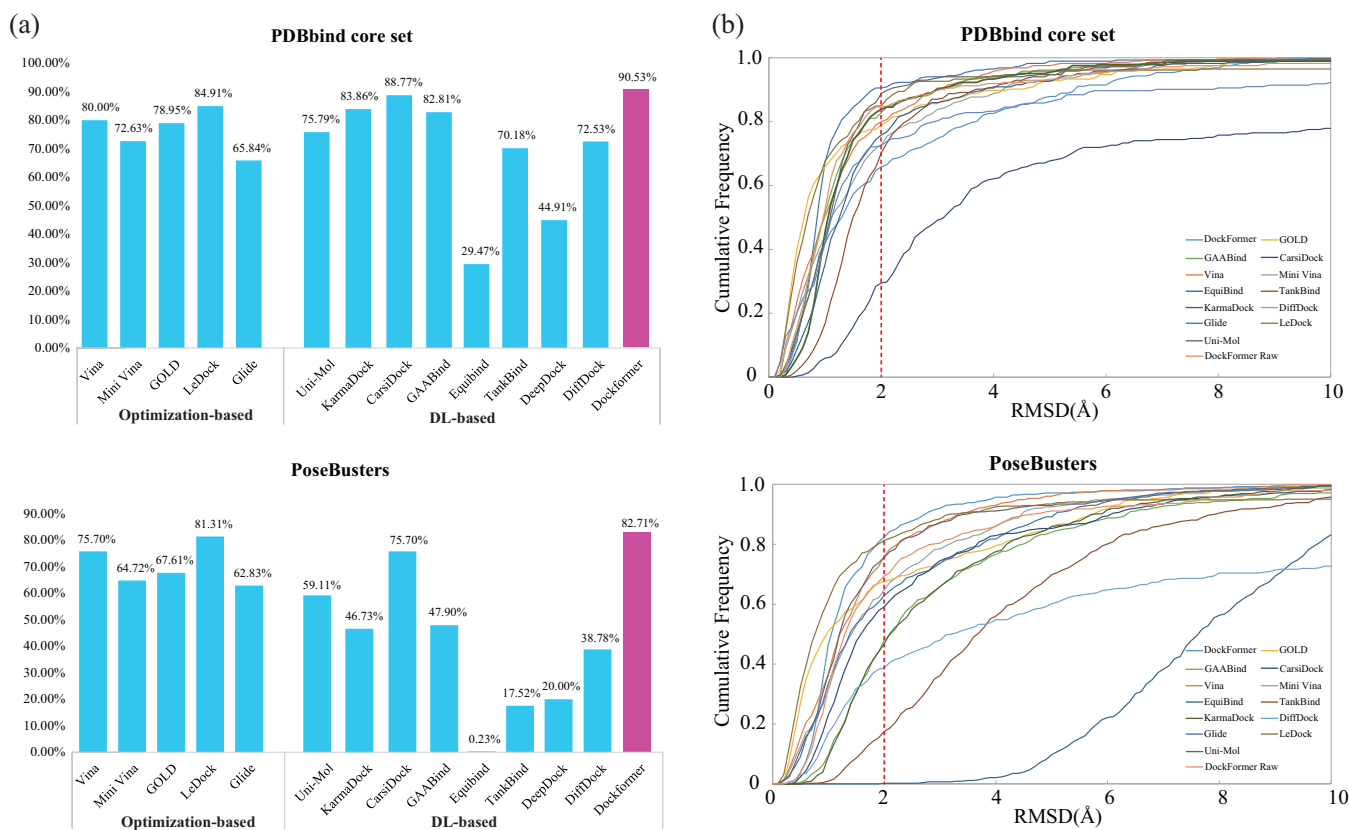 (a)
PDBbind core set
100.00%
90.00%
80.00%
70.00%
60.00%
50.00%
40.00%
30.00%
20.00%
10.00%
0.00%
80.00%
72.63%
78.95%
84.91%
65.84%
75.79%
83.86%
88.77%
82.81%
29.47%
70.18%
44.91%
72.53%
90.53%
Vina
Mini Vina
GOLD
LeDock
Glide
Uni-Mol
KarmaDock
CarsiDock
GAABind
Equibind
TankBind
DeepDock
DiffDock
Dockformer
Optimization-based
DL-based
(b)
PDBbind core set
Cumulative Frequency
1.0
0.8
0.6
0.4
0.2
0
0
2
4
6
8
10
RMSD(Å)
DockFormer
GOLD
GAABind
CarsiDock
Vina
Mini Vina
EquiBind
TankBind
KarmaDock
DiffDock
Glide
LeDock
Uni-Mol
DockFormer Raw
PoseBusters
90.00%
80.00%
70.00%
60.00%
50.00%
40.00%
30.00%
20.00%
10.00%
0.00%
75.70%
64.72%
67.61%
81.31%
62.83%
59.11%
46.73%
75.70%
47.90%
0.23%
17.52%
20.00%
38.78%
82.71%
Vina
Mini Vina
GOLD
LeDock
Glide
Uni-Mol
KarmaDock
CarsiDock
GAABind
Equibind
TankBind
DeepDock
DiffDock
Dockformer
Optimization-based
DL-based
PoseBusters
Cumulative Frequency
1.0
0.8
0.6
0.4
0.2
0
0
2
4
6
8
10
RMSD(Å)
DockFormer
GOLD
GAABind
CarsiDock
Vina
Mini Vina
EquiBind
TankBind
KarmaDock
DiffDock
Glide
LeDock
Uni-Mol
DockFormer Raw